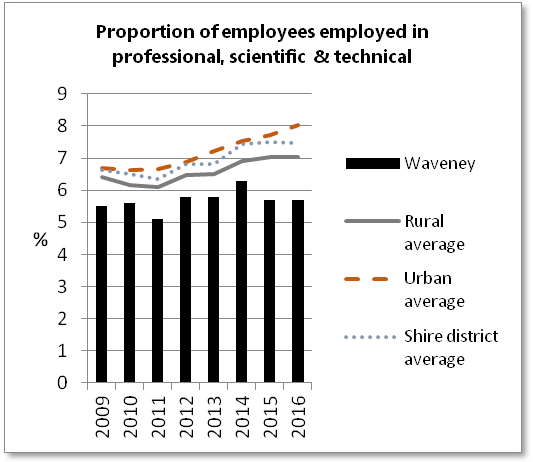 Proportion of employees employed in
professional, scientific & technical
9
8
7
6
5
4
3
2
1
0
%
2009
2010
2011
2012
2013
2014
2015
2016
Waveney
Rural
average
Urban
average
Shire district
average